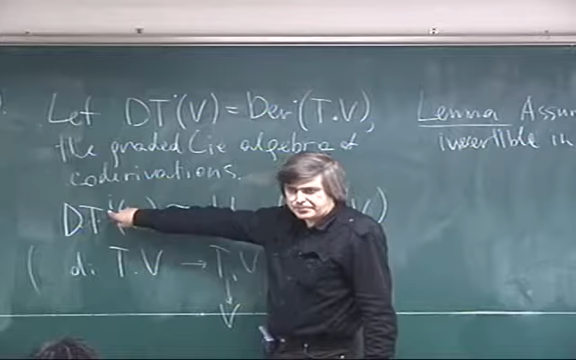 Let DT˙(V) = Der˙(T.V),
the graded Lie algebra of
coderivations.
DT˙( V)
( d: T.V → T.V
↓
V
Lemma Assum
invertible in